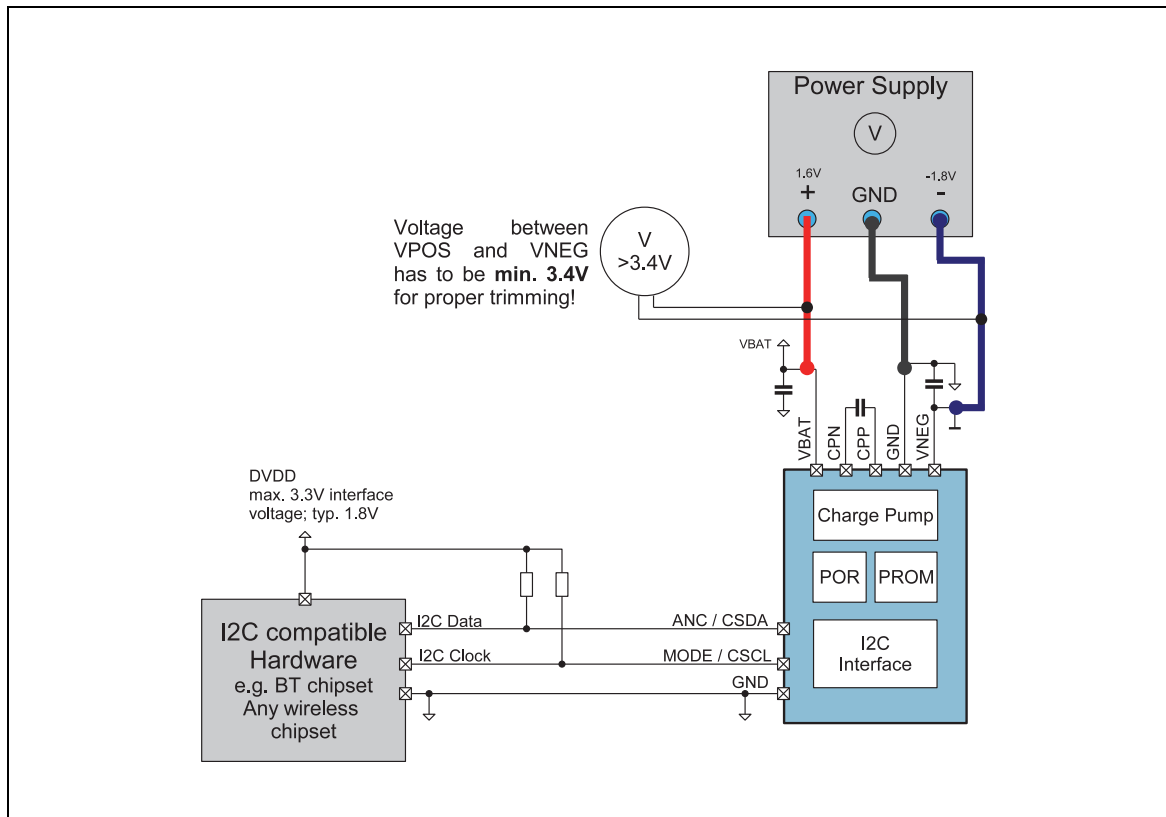 Power Supply
V
1.6V
+
GND
-1.8V
-
Voltage between
VPOS and VNEG
has to be min. 3.4V
for proper trimming!
V
>3.4V
VBAT
VBAT
CPN
CPP
GND
VNEG
Charge Pump
POR
PROM
I2C
Interface
DVDD
max. 3.3V interface
voltage; typ. 1.8V
I2C compatible
Hardware
e.g. BT chipset
Any wireless
chipset
I2C Data
ANC / CSDA
I2C Clock
MODE / CSCL
GND